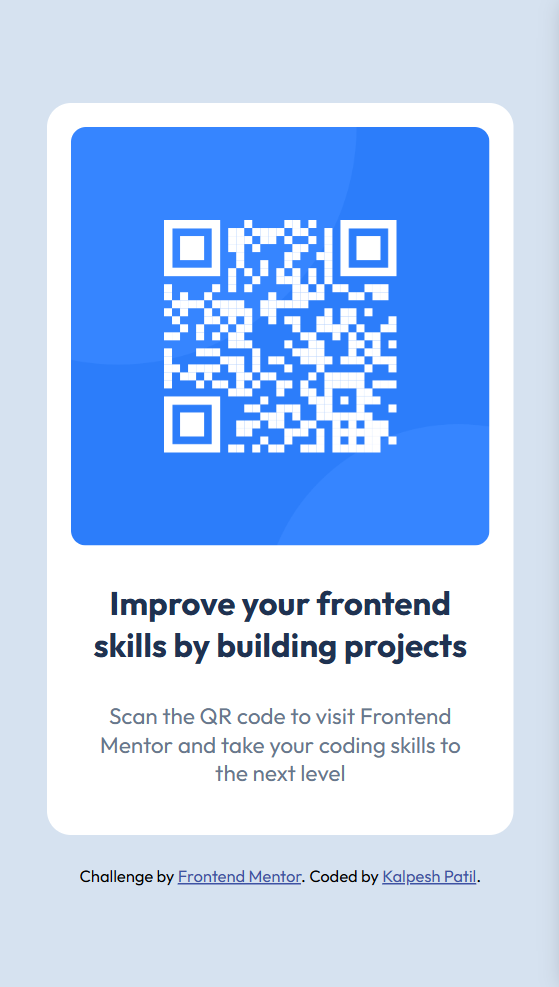 Improve your frontend
skills by building projects
Scan the QR code to visit Frontend
Mentor and take your coding skills to
the next level
Challenge by Frontend Mentor. Coded by Kalpesh Patil.